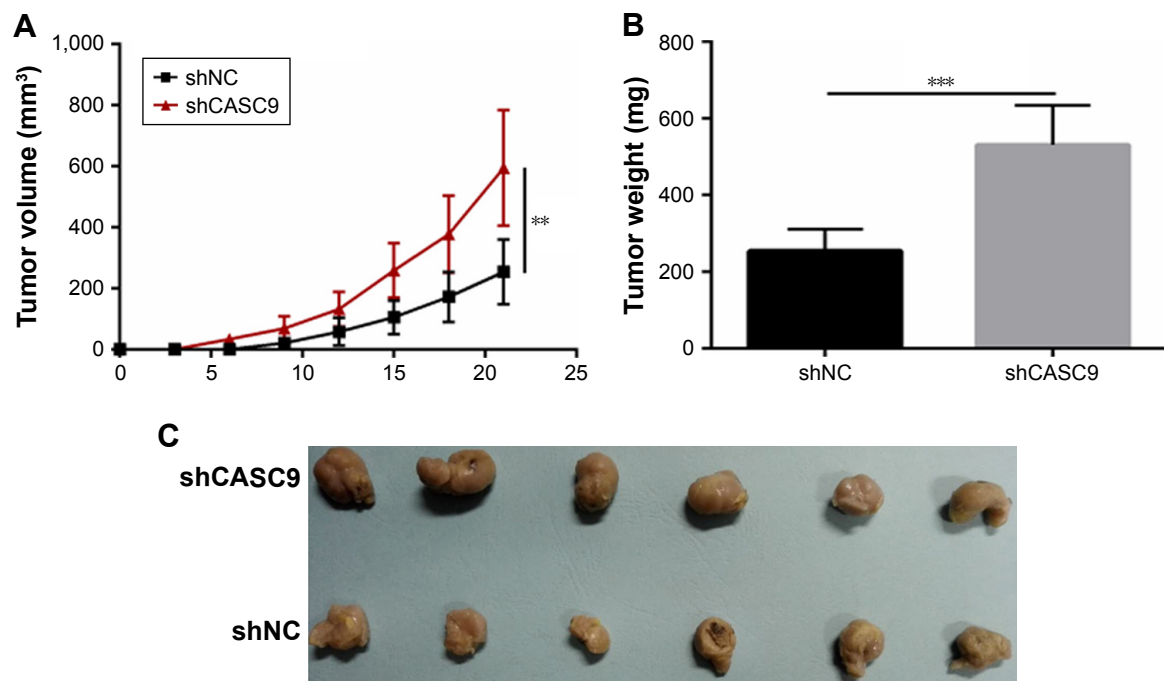 A
1,000
800
600
400
200
0
Tumor volume (mm³)
shNC
shCASC9
**
0 5 10 15 20 25
B
800
600
400
200
0
Tumor weight (mg)
***
shNC shCASC9
C
shCASC9
shNC